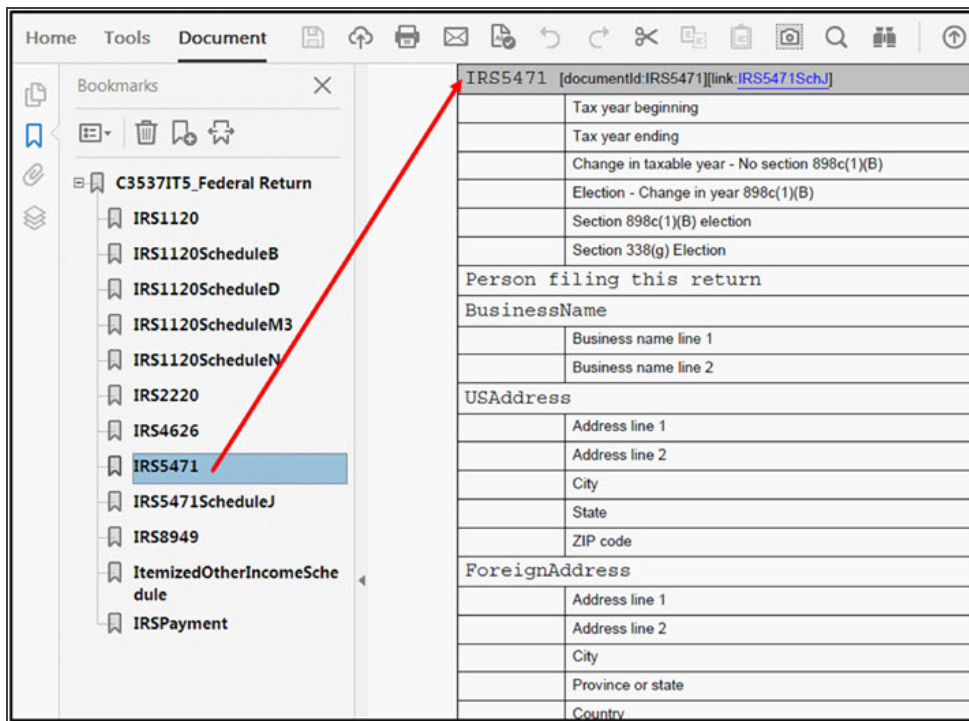 Home Tools Document
Bookmarks
C3537IT5_Federal Return
IRS1120
IRS1120ScheduleB
IRS1120ScheduleD
IRS1120ScheduleM3
IRS1120ScheduleN
IRS2220
IRS4626
IRS5471
IRS5471ScheduleJ
IRS8949
ItemizedOtherIncomeSche
dule
IRSPayment
IRS5471 [documentId:IRS5471][link:IRS5471SchJ]
Tax year beginning
Tax year ending
Change in taxable year - No section 898c(1)(B)
Election - Change in year 898c(1)(B)
Section 898c(1)(B) election
Section 338(g) Election
Person filing this return
BusinessName
Business name line 1
Business name line 2
USAddress
Address line 1
Address line 2
City
State
ZIP code
ForeignAddress
Address line 1
Address line 2
City
Province or state
Country